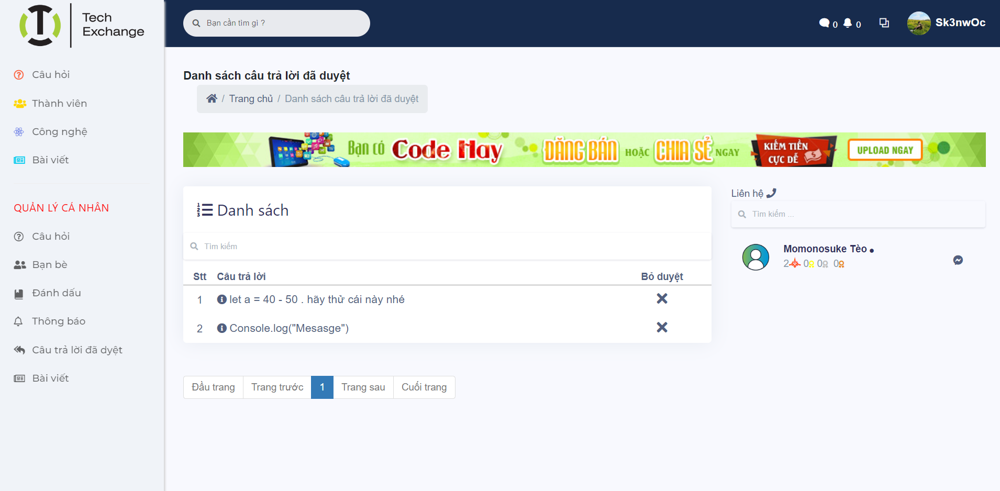 Tech
Exchange
Bạn cần tìm gì ?
0 0
Sk3nwOc
Câu hỏi
Thành viên
Công nghệ
Bài viết
QUẢN LÝ CÁ NHÂN
Câu hỏi
Bạn bè
Đánh dấu
Thông báo
Câu trả lời đã dyệt
Bài viết
Danh sách câu trả lời đã duyệt
/ Trang chủ / Danh sách câu trả lời đã duyệt
Bạn có Code Hay ĐĂNG BÁN HOẶC CHIA SẺ NGAY
KIẾM TIỀN
CỰC DỄ
UPLOAD NGAY
Danh sách
Tìm kiếm
Stt Câu trả lời Bỏ duyệt
1 let a = 40 - 50 . hãy thử cái này nhé
2 Console.log("Mesasge")
Đầu trang Trang trước 1 Trang sau Cuối trang
Liên hệ
Tìm kiếm ...
Momonosuke Tèo
2 0 0 0